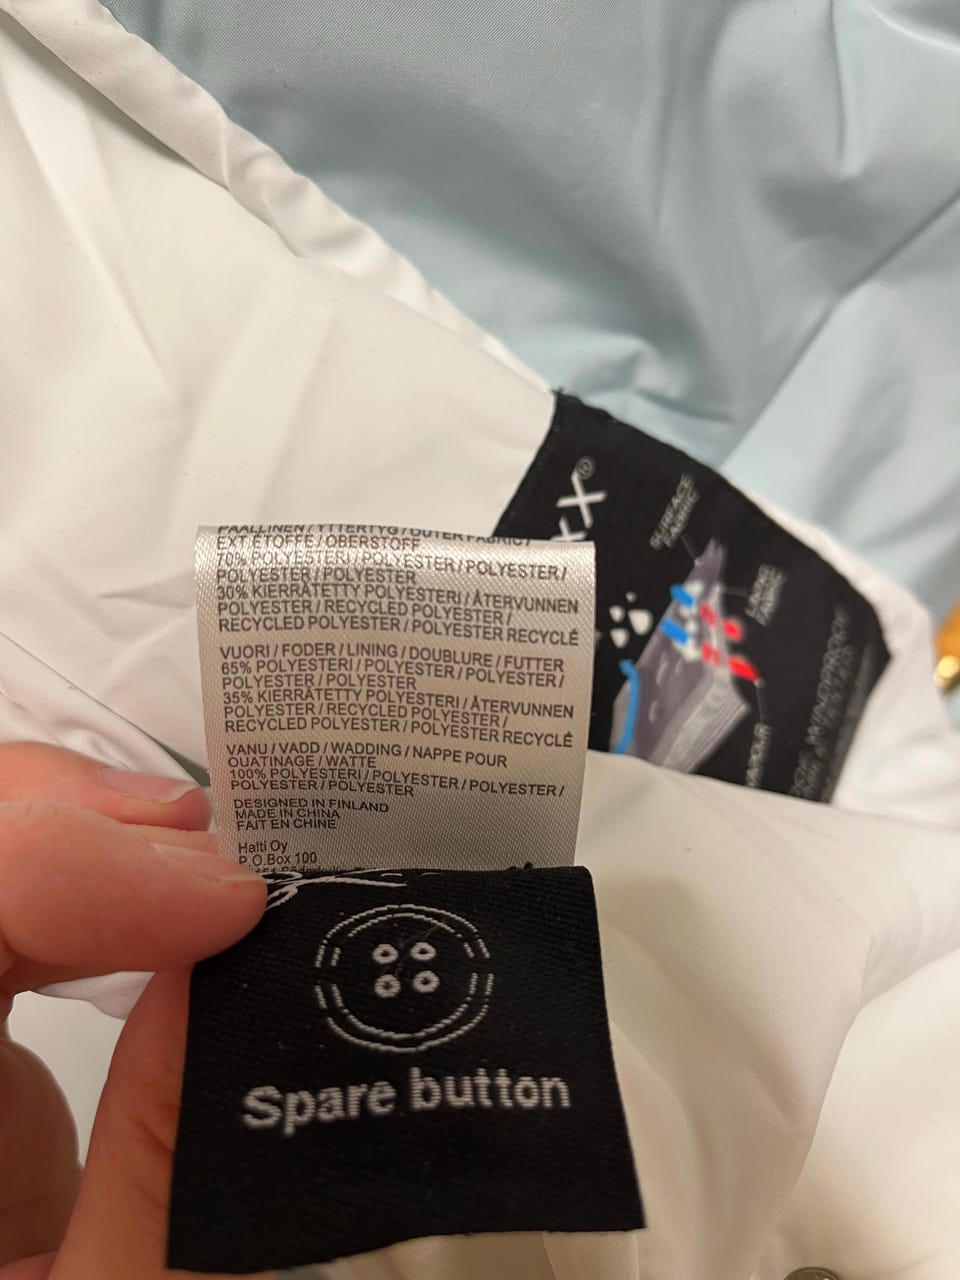 PÄÄLLINEN / YTTERTYG / OUTER FABRIC /
EXT.ÉTOFFE / OBERSTOFF
70% POLYESTERI / POLYESTER / POLYESTER /
POLYESTER / POLYESTER
30% KIERRÄTETTY POLYESTERI / ÅTERVUNNEN
POLYESTER / RECYCLED POLYESTER /
RECYCLED POLYESTER / POLYESTER RECYCLÉ
VUORI / FODER / LINING / DOUBLURE / FUTTER
65% POLYESTERI / POLYESTER / POLYESTER /
POLYESTER / POLYESTER
35% KIERRÄTETTY POLYESTERI / ÅTERVUNNEN
POLYESTER / RECYCLED POLYESTER /
RECYCLED POLYESTER / POLYESTER RECYCLÉ
VANU / VADD / WADDING / NAPPE POUR
OUATINAGE / WATTE
100% POLYESTERI / POLYESTER / POLYESTER /
POLYESTER / POLYESTER
DESIGNED IN FINLAND
MADE IN CHINA
FAIT EN CHINE
Halti Oy
P.O.Box 100
Spare button
XX®
SURFACE
FABRIC
FABRIC
WINDPROOF